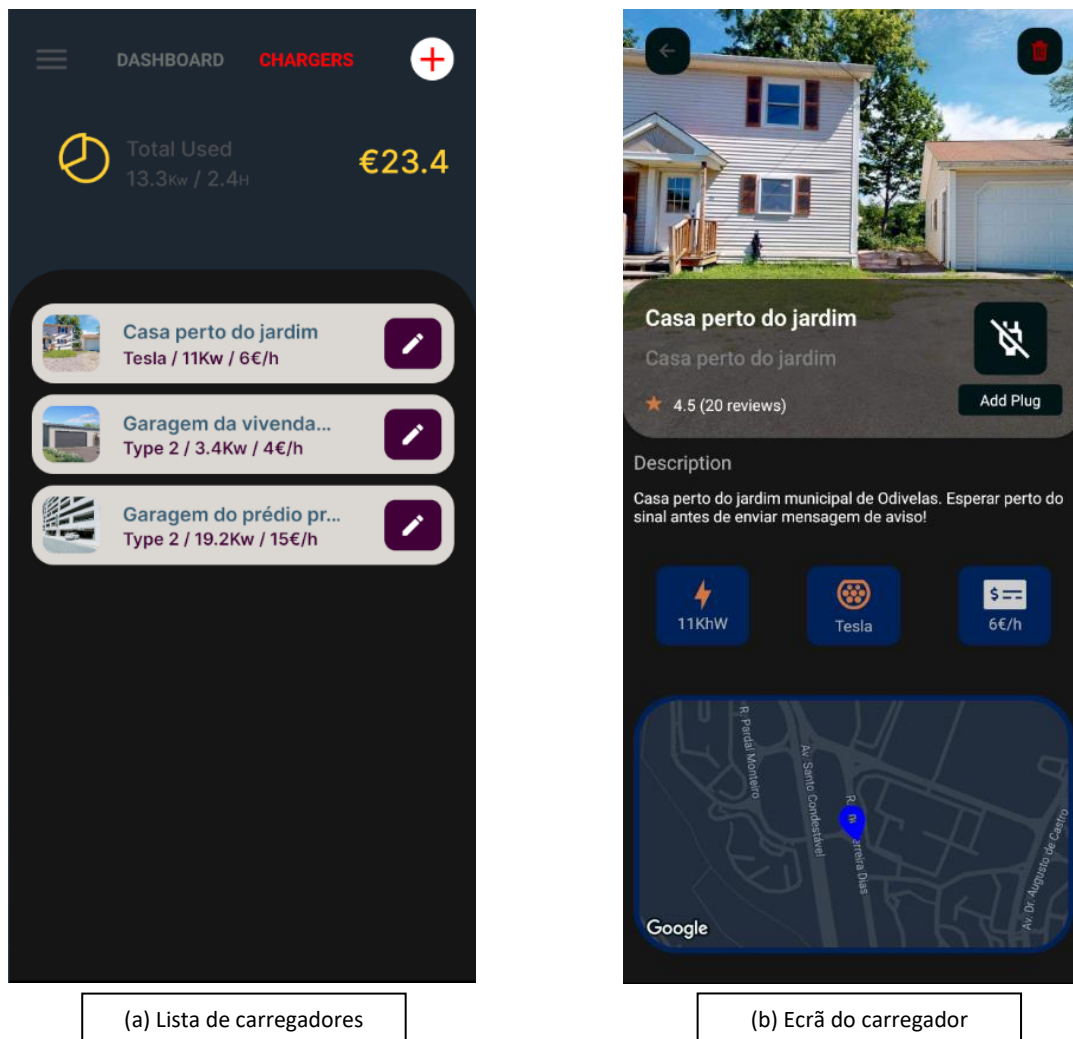 DASHBOARD CHARGERS
Total Used
13.3Kw / 2.4H
€23.4
Casa perto do jardim
Tesla / 11Kw / 6€/h
Garagem da vivenda...
Type 2 / 3.4Kw / 4€/h
Garagem do prédio pr...
Type 2 / 19.2Kw / 15€/h
(a) Lista de carregadores
Casa perto do jardim
Casa perto do jardim
4.5 (20 reviews)
Add Plug
Description
Casa perto do jardim municipal de Odivelas. Esperar perto do
sinal antes de enviar mensagem de aviso!
11KhW
Tesla
$
6€/h
R. Pardal Monteiro
Av. Santo Condestável
R.
erreira Dias
Av. Dr. Augusto de Castro
Google
(b) Ecrã do carregador